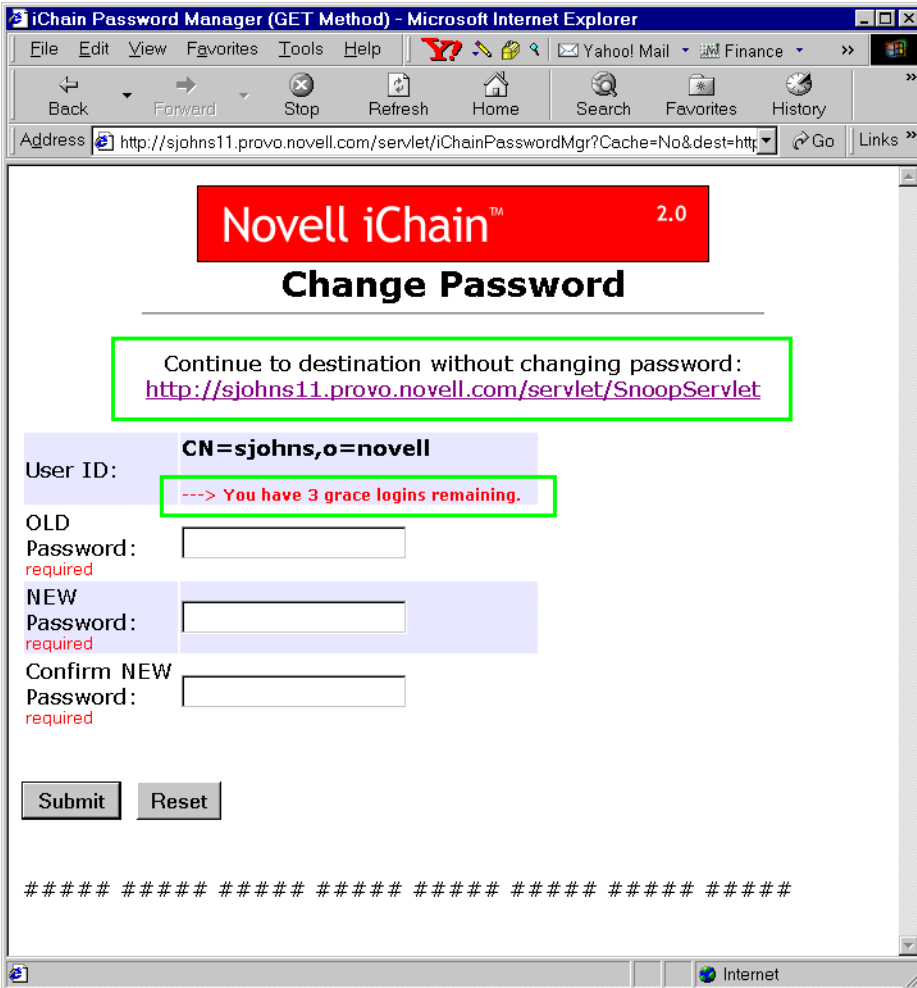 iChain Password Manager (GET Method) - Microsoft Internet Explorer
File Edit View Favorites Tools Help Y! Yahoo! Mail Finance »
Back Forward Stop Refresh Home Search Favorites History »
Address http://sjohns11.provo.novell.com/servlet/iChainPasswordMgr?Cache=No&dest=http Go Links »
Novell iChain™ 2.0
Change Password
Continue to destination without changing password:
http://sjohns11.provo.novell.com/servlet/SnoopServlet
CN=sjohns,o=novell
User ID:
---> You have 3 grace logins remaining.
OLD
Password:
required
NEW
Password:
required
Confirm NEW
Password:
required
Submit Reset
##### ##### ##### ##### ##### ##### ##### #####
Internet